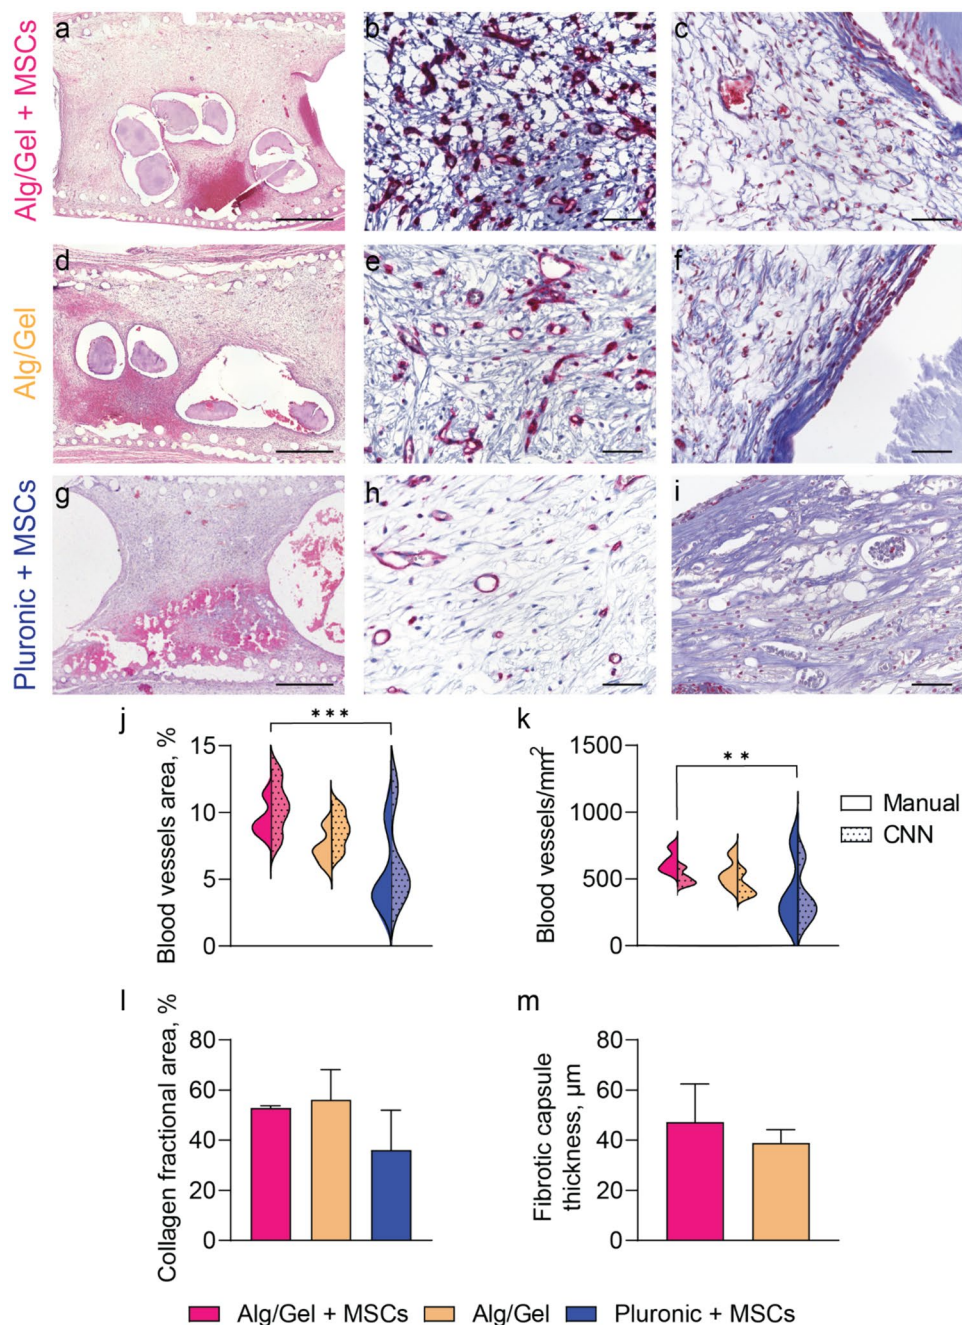 a
b
c
Alg/Gel + MSCs
d
e
f
Alg/Gel
g
h
i
Pluronic + MSCs
j
***
Blood vessels area, %
15
10
5
0
k
**
Blood vessels/mm²
1500
1000
500
0
Manual
CNN
l
Collagen fractional area, %
80
60
40
20
0
m
Fibrotic capsule
thickness, µm
80
60
40
20
0
Alg/Gel + MSCs Alg/Gel Pluronic + MSCs